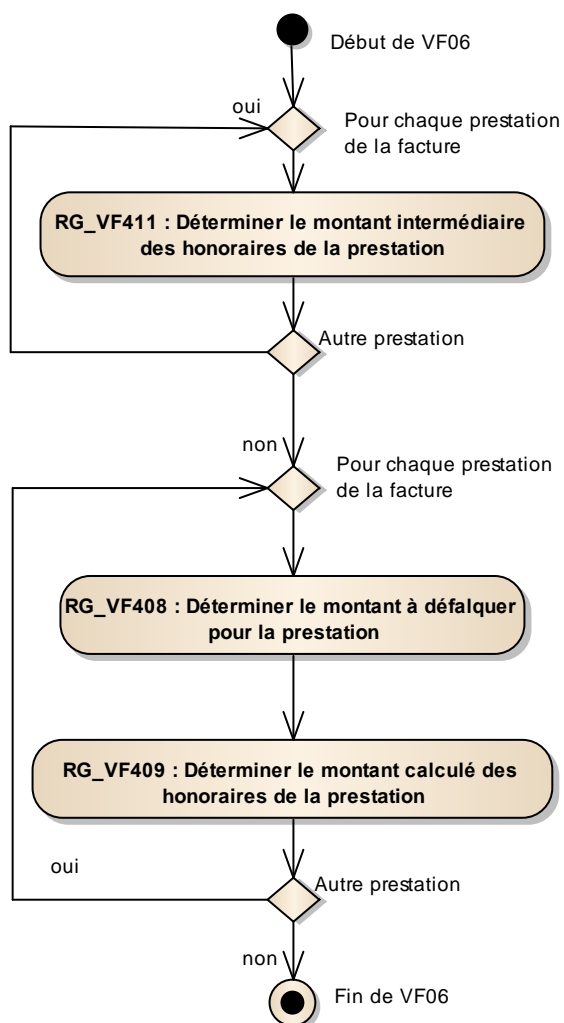 Début de VF06
oui
Pour chaque prestation
de la facture
RG_VF411 : Déterminer le montant intermédiaire
des honoraires de la prestation
Autre prestation
non
Pour chaque prestation
de la facture
RG_VF408 : Déterminer le montant à défalquer
pour la prestation
RG_VF409 : Déterminer le montant calculé des
honoraires de la prestation
oui
Autre prestation
non
Fin de VF06